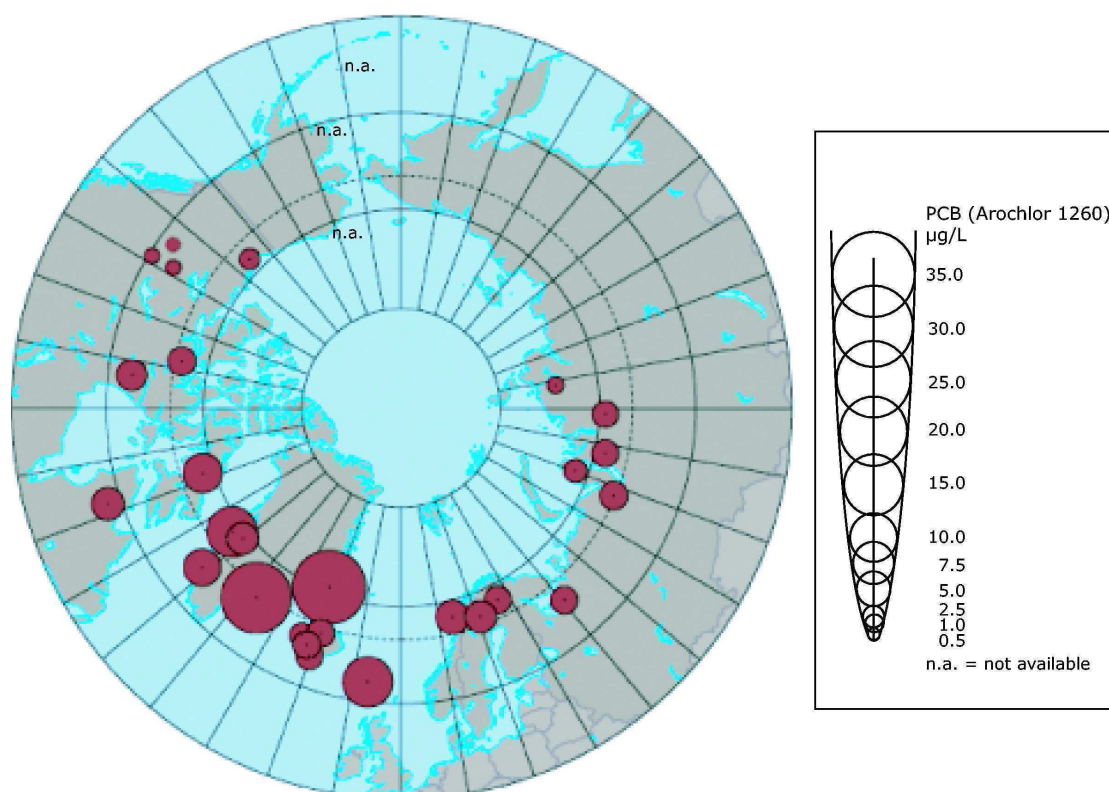 n.a.
n.a.
n.a.
PCB (Arochlor 1260)
µg/L
35.0
30.0
25.0
20.0
15.0
10.0
7.5
5.0
2.5
1.0
0.5
n.a. = not available